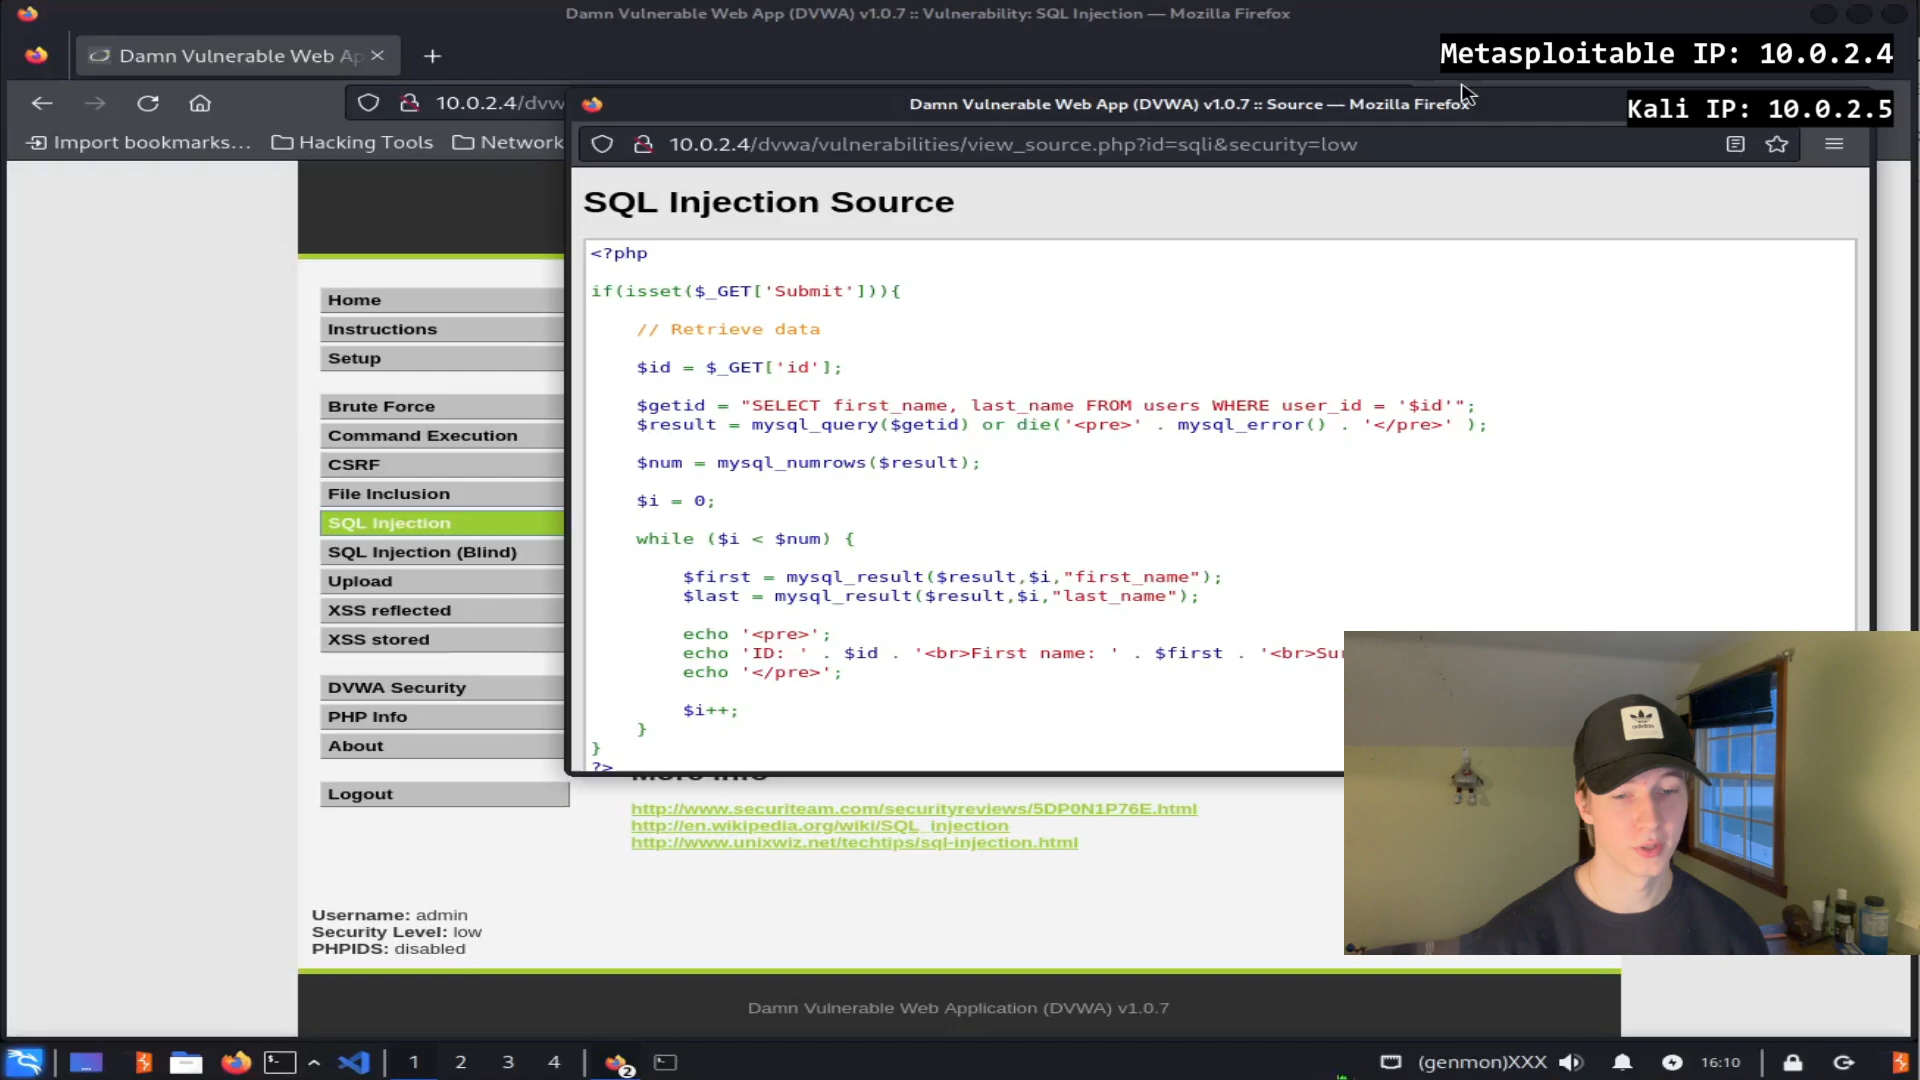 Damn Vulnerable Web App (DVWA) v1.0.7 :: Vulnerability: SQL Injection — Mozilla Firefox
Damn Vulnerable Web Ap
Metasploitable IP: 10.0.2.4
10.0.2.4/dvw
Damn Vulnerable Web App (DVWA) v1.0.7 :: Source — Mozilla Firefox
Kali IP: 10.0.2.5
Import bookmarks...
Hacking Tools
Network
10.0.2.4/dvwa/vulnerabilities/view_source.php?id=sqli&security=low
SQL Injection Source
<?php
if(isset($_GET['Submit'])){
// Retrieve data
$id = $_GET['id'];
$getid = "SELECT first_name, last_name FROM users WHERE user_id = '$id'";
$result = mysql_query($getid) or die('<pre>' . mysql_error() . '</pre>' );
$num = mysql_numrows($result);
$i = 0;
while ($i < $num) {
$first = mysql_result($result,$i,"first_name");
$last = mysql_result($result,$i,"last_name");
echo '<pre>';
echo 'ID: ' . $id . '<br>First name: ' . $first . '<br>Sur
echo '</pre>';
$i++;
}
}
?>
Home
Instructions
Setup
Brute Force
Command Execution
CSRF
File Inclusion
SQL Injection
SQL Injection (Blind)
Upload
XSS reflected
XSS stored
DVWA Security
PHP Info
About
Logout
More info
http://www.securiteam.com/securityreviews/5DP0N1P76E.html
http://en.wikipedia.org/wiki/SQL_injection
http://www.unixwiz.net/techtips/sql-injection.html
Username: admin
Security Level: low
PHPIDS: disabled
Damn Vulnerable Web Application (DVWA) v1.0.7
1 2 3 4
2
(genmon)XXX
16:10